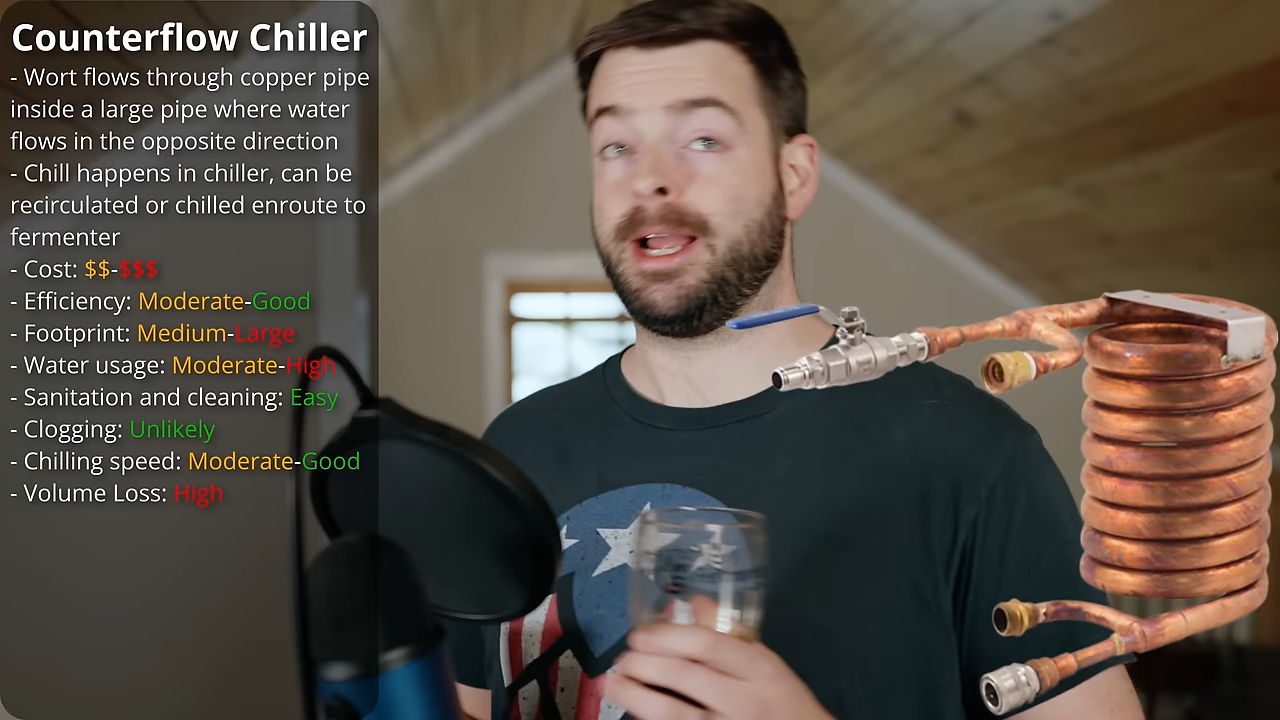 Counterflow Chiller
- Wort flows through copper pipe
inside a large pipe where water
flows in the opposite direction
- Chill happens in chiller, can be
recirculated or chilled enroute to
fermenter
- Cost: $$-$$$
- Efficiency: Moderate-Good
- Footprint: Medium-Large
- Water usage: Moderate-High
- Sanitation and cleaning: Easy
- Clogging: Unlikely
- Chilling speed: Moderate-Good
- Volume Loss: High